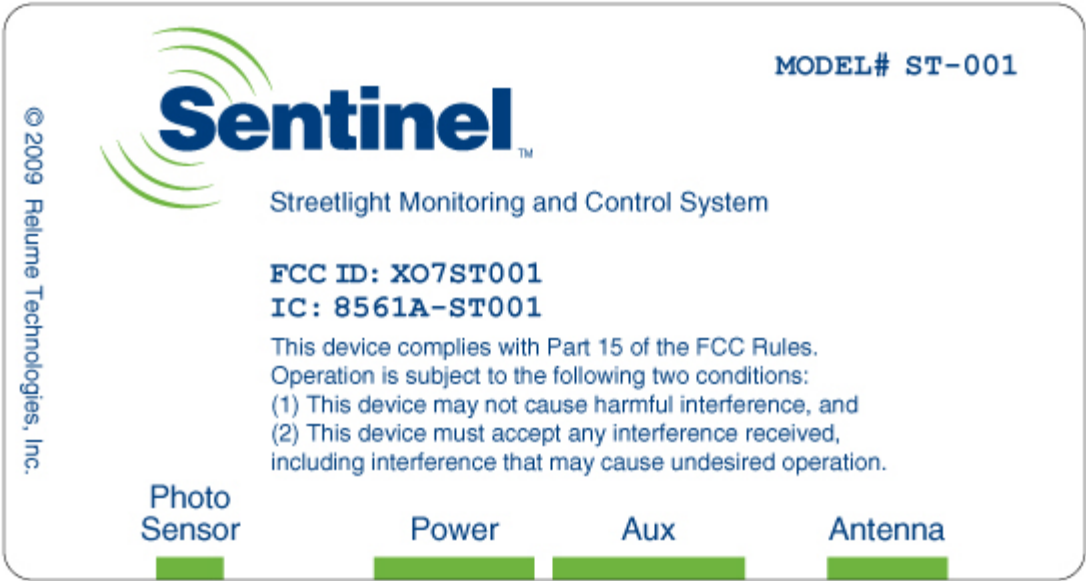 MODEL# ST-001
Sentinel™
Streetlight Monitoring and Control System
FCC ID: XO7ST001
IC: 8561A-ST001
This device complies with Part 15 of the FCC Rules.
Operation is subject to the following two conditions:
(1) This device may not cause harmful interference, and
(2) This device must accept any interference received,
including interference that may cause undesired operation.
Photo
Sensor
Power
Aux
Antenna
© 2009 Relume Technologies, Inc.